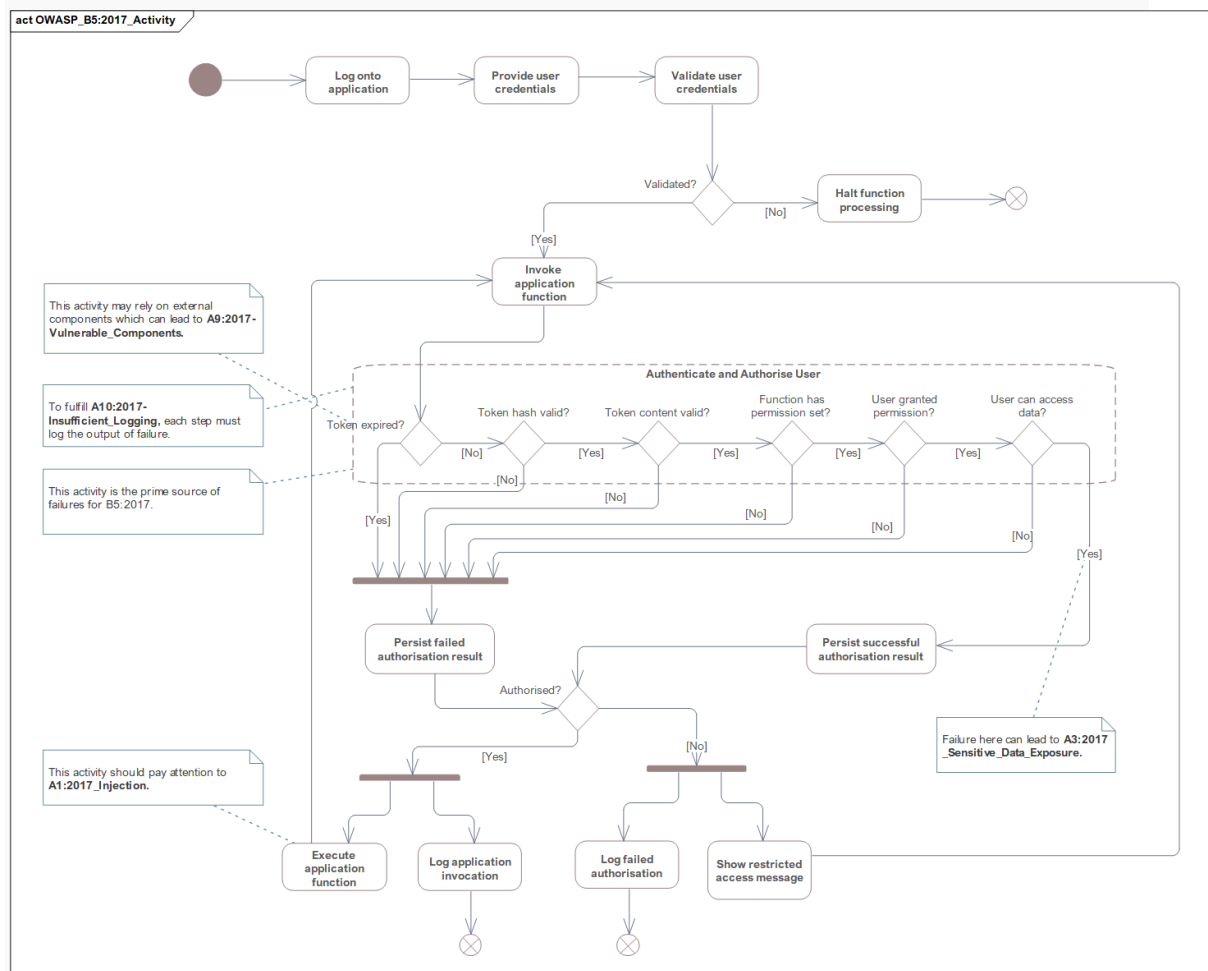 act OWASP_B5:2017_Activity
Log onto
application
Provide user
credentials
Validate user
credentials
Validated?
[No]
Halt function
processing
[Yes]
Invoke
application
function
This activity may rely on external
components which can lead to A9:2017-
Vulnerable_Components.
Authenticate and Authorise User
To fulfill A10:2017-
Insufficient_Logging, each step must
log the output of failure.
Token expired?
Token hash valid?
Token content valid?
Function has
permission set?
User granted
permission?
User can access
data?
[No]
[Yes]
[Yes]
[Yes]
[Yes]
This activity is the prime source of
failures for B5:2017.
[Yes]
[No]
[No]
[No]
[No]
[No]
[Yes]
Persist failed
authorisation result
Persist successful
authorisation result
Authorised?
[Yes]
[No]
Failure here can lead to A3:2017
_Sensitive_Data_Exposure.
This activity should pay attention to
A1:2017_Injection.
Execute
application
function
Log application
invocation
Log failed
authorisation
Show restricted
access message